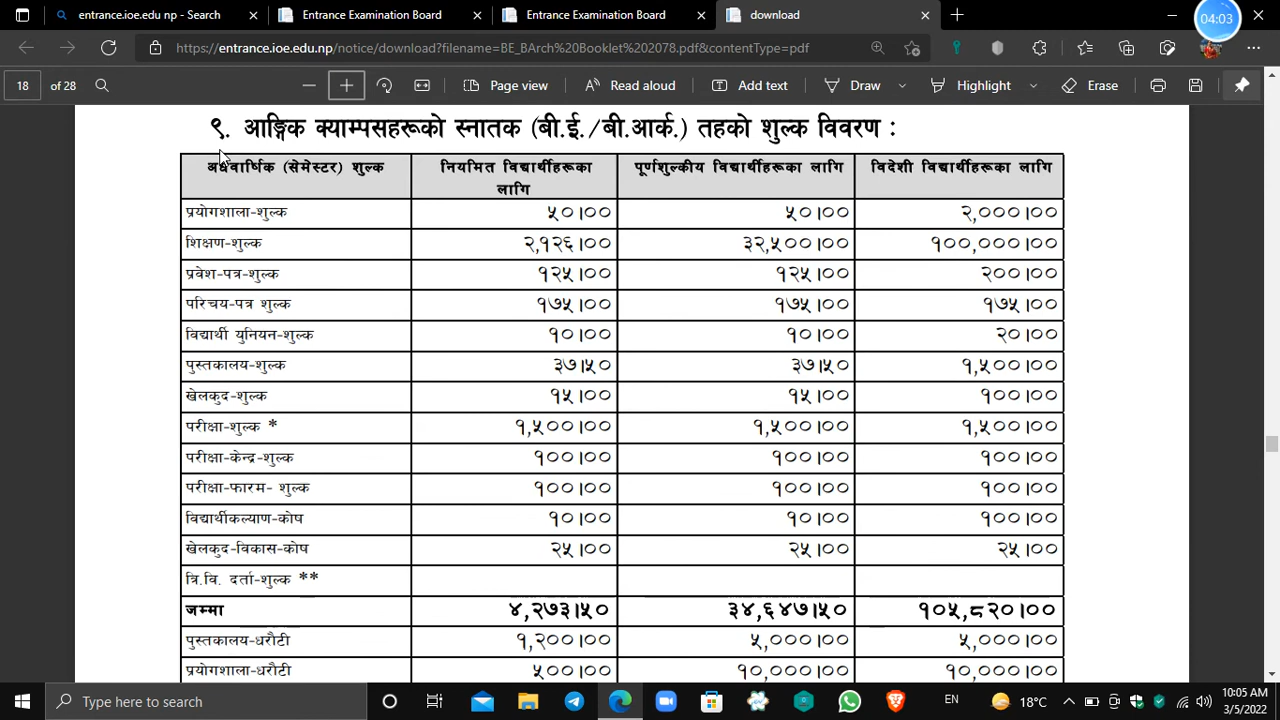 entrance.ioe.edu np - Search
Entrance Examination Board
Entrance Examination Board
download
04:03
https://entrance.ioe.edu.np/notice/download?filename=BE_BArch%20Booklet%202078.pdf&contentType=pdf
18 of 28
Page view
Read aloud
Add text
Draw
Highlight
Erase
९. आङ्गिक क्याम्पसहरूको स्नातक (बी.ई./बी.आर्क.) तहको शुल्क विवरण :
अर्धवार्षिक (सेमेस्टर) शुल्क नियमित विद्यार्थीहरूका लागि पूर्णशुल्कीय विद्यार्थीहरूका लागि विदेशी विद्यार्थीहरूका लागि
प्रयोगशाला-शुल्क ५०।०० ५०।०० २,०००।००
शिक्षण-शुल्क २,१२६।०० ३२,५००।०० १००,०००।००
प्रवेश-पत्र-शुल्क १२५।०० १२५।०० २००।००
परिचय-पत्र शुल्क १७५।०० १७५।०० १७५।००
विद्यार्थी युनियन-शुल्क १०।०० १०।०० २०।००
पुस्तकालय-शुल्क ३७।५० ३७।५० १,५००।००
खेलकुद-शुल्क १५।०० १५।०० १००।००
परीक्षा-शुल्क * १,५००।०० १,५००।०० १,५००।००
परीक्षा-केन्द्र-शुल्क १००।०० १००।०० १००।००
परीक्षा-फारम- शुल्क १००।०० १००।०० १००।००
विद्यार्थीकल्याण-कोष १०।०० १०।०० १००।००
खेलकुद-विकास-कोष २५।०० २५।०० २५।००
त्रि.वि. दर्ता-शुल्क **
जम्मा ४,२७३।५० ३४,६४७।५० १०५,८२०।००
पुस्तकालय-धरौटी १,२००।०० ५,०००।०० ५,०००।००
प्रयोगशाला-धरौटी ५००।०० १०,०००।०० १०,०००।००
Type here to search
EN
18°C
10:05 AM
3/5/2022